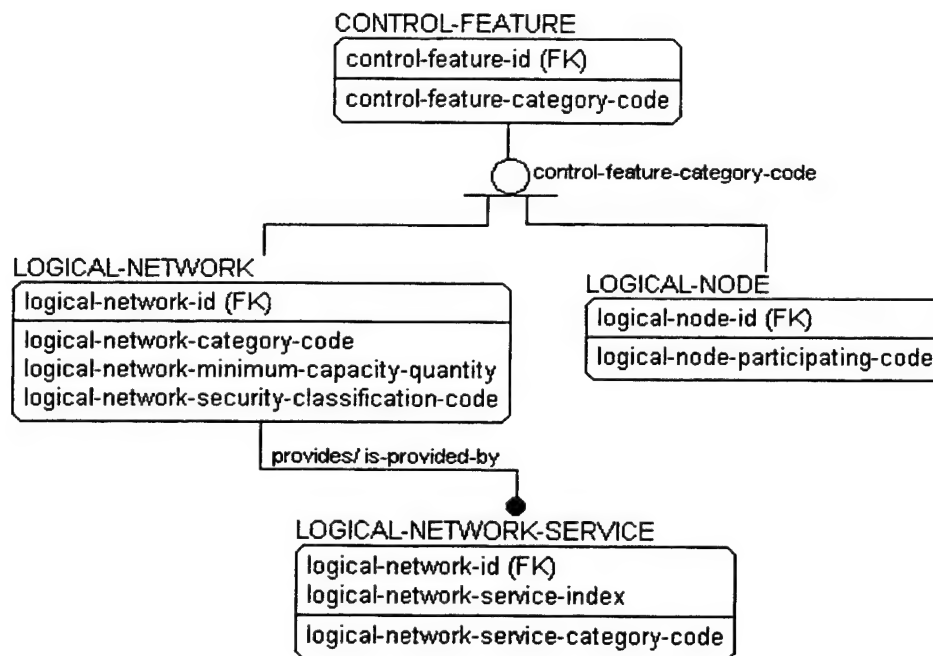 CONTROL-FEATURE
control-feature-id (FK)
control-feature-category-code
control-feature-category-code
LOGICAL-NETWORK
logical-network-id (FK)
logical-network-category-code
logical-network-minimum-capacity-quantity
logical-network-security-classification-code
LOGICAL-NODE
logical-node-id (FK)
logical-node-participating-code
provides/ is-provided-by
LOGICAL-NETWORK-SERVICE
logical-network-id (FK)
logical-network-service-index
logical-network-service-category-code